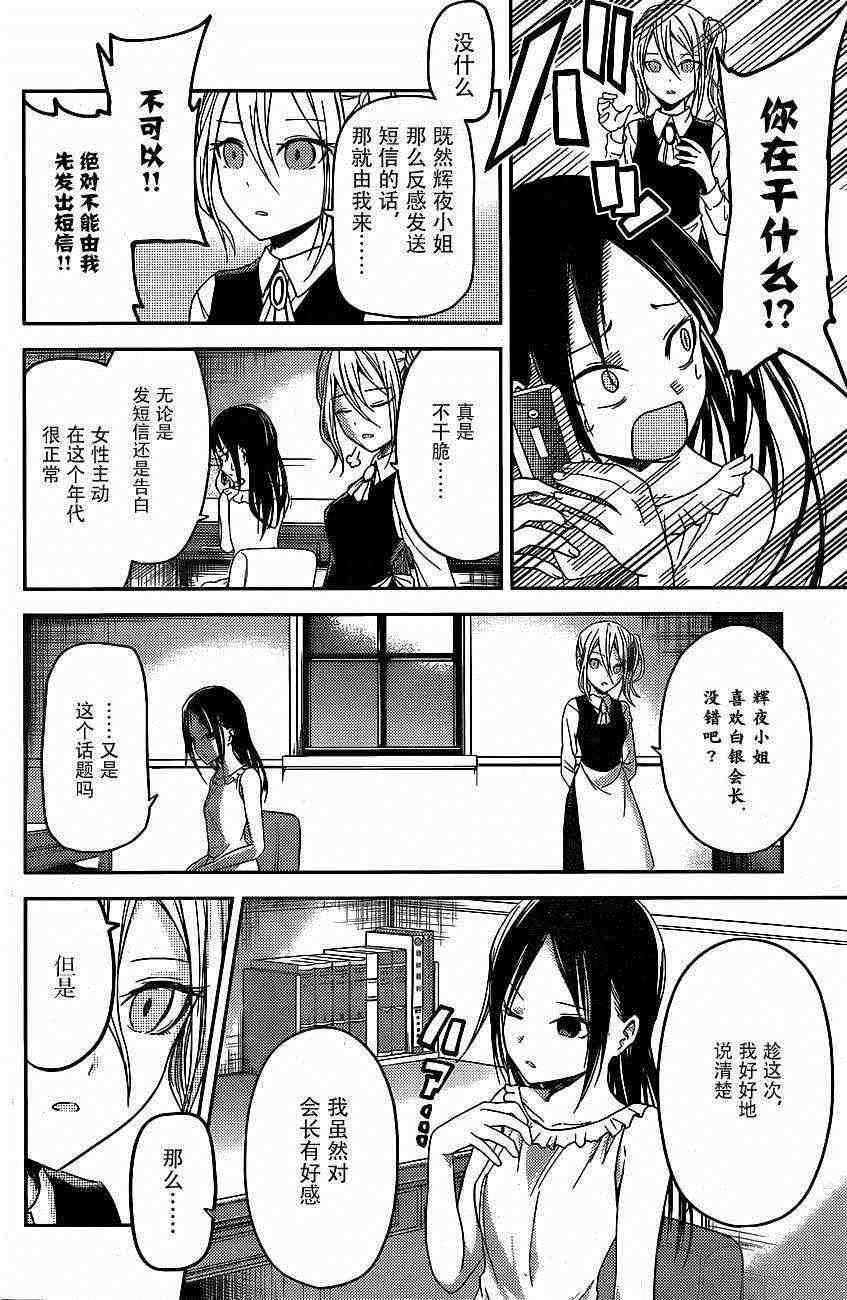 你在干什么!?
バ
ッ
没什么
既然辉夜小姐
那么反感发送
短信的话，
那就由我来……
不可以!!
绝对不能由我
先发出短信!!
真是
不干脆……
无论是
发短信还是告白
女性主动
在这个年代
很正常
辉夜小姐
喜欢白银会长，
没错吧？
……又是
这个话题吗
趁这次，
我好好地
说清楚
ハァ…
我虽然对
会长有好感
但是
那么……